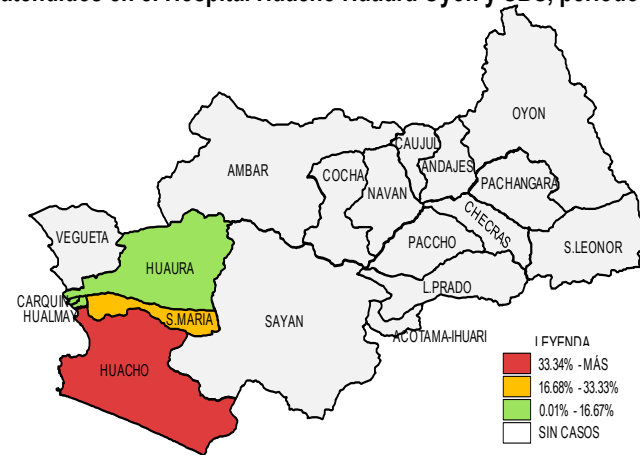 atendidos en el Hospital Huacho Huaura Oyon y SBS, periodo
OYON
CAUJUL
ANDAJES
AMBAR
COCHA
NAVAN
PACHANGARA
CHECRAS
VEGUETA
PACCHO
S.LEONOR
HUAURA
L.PRADO
CARQUIN
HUALMAY
S.MARIA
SAYAN
ACOTAMA-IHUARI
HUACHO
LEYENDA
33.34% - MÁS
16.68% - 33.33%
0.01% - 16.67%
SIN CASOS